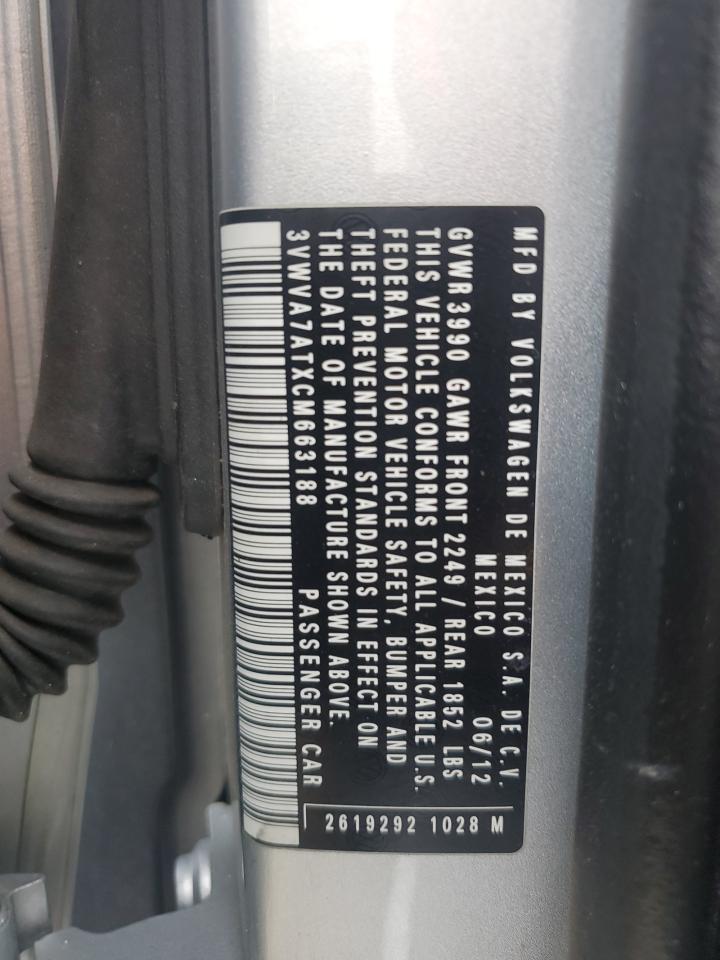 MFD BY VOLKSWAGEN DE MEXICO S.A. DE C.V.
MEXICO 06/12
GVWR 3990 GAWR FRONT 2249 / REAR 1852 LBS
THIS VEHICLE CONFORMS TO ALL APPLICABLE U.S.
FEDERAL MOTOR VEHICLE SAFETY, BUMPER AND
THEFT PREVENTION STANDARDS IN EFFECT ON
THE DATE OF MANUFACTURE SHOWN ABOVE.
3VWVA7ATXCM663188 PASSENGER CAR
2619292 1028 M